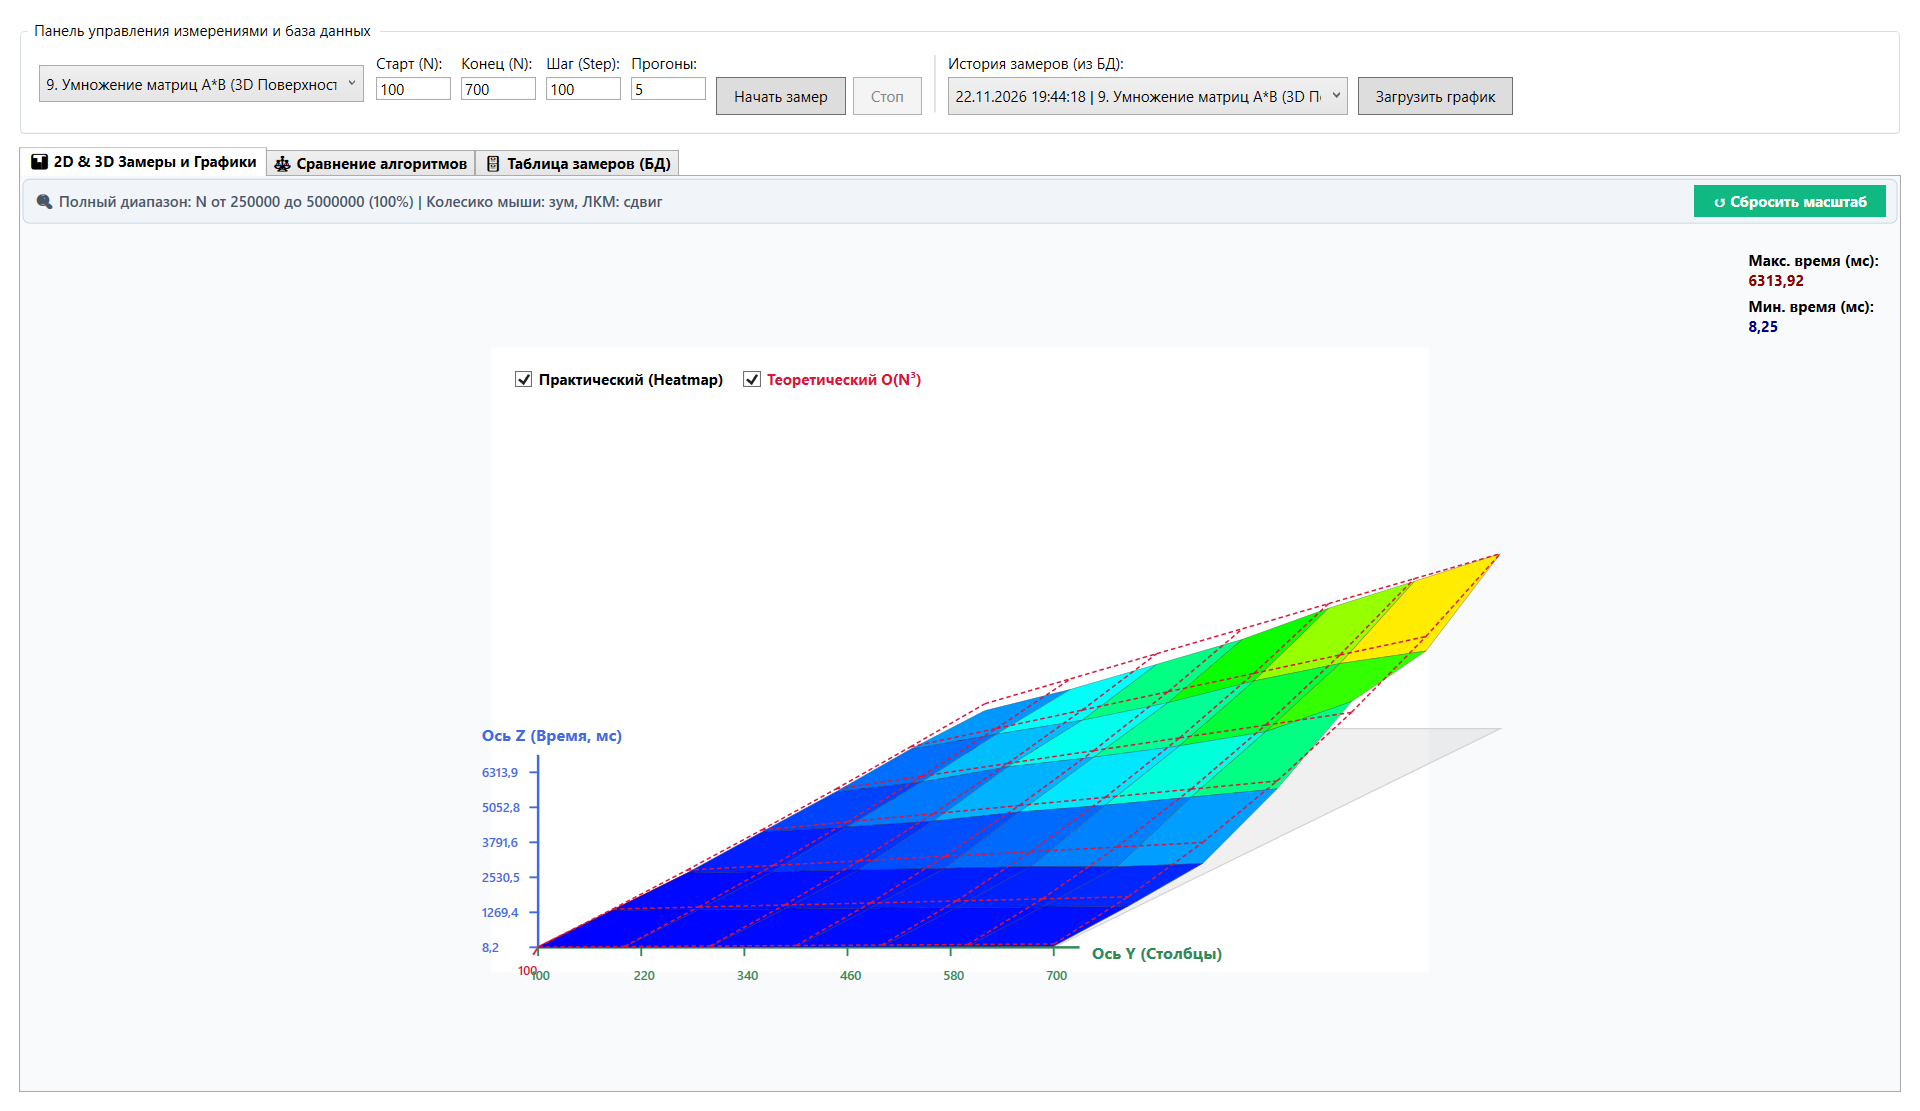 Панель управления измерениями и база данных
Старт (N): Конец (N): Шаг (Step): Прогоны: История замеров (из БД):
9. Умножение матриц A*B (3D Поверхност 100 700 100 5 Начать замер Стоп 22.11.2026 19:44:18 | 9. Умножение матриц A*B (3D П Загрузить график
2D & 3D Замеры и Графики Сравнение алгоритмов Таблица замеров (БД)
Полный диапазон: N от 250000 до 5000000 (100%) | Колесико мыши: зум, ЛКМ: сдвиг ↺ Сбросить масштаб
Макс. время (мс):
6313,92
Мин. время (мс):
8,25
Практический (Heatmap) Теоретический O(N³)
Ось Z (Время, мс)
6313,9
5052,8
3791,6
2530,5
1269,4
8,2
Ось Y (Столбцы)
100 100 220 340 460 580 700